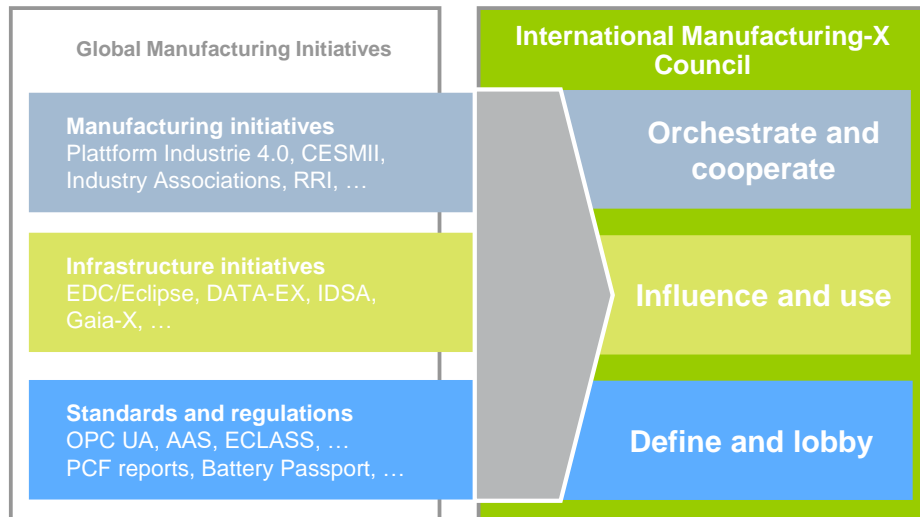 Global Manufacturing Initiatives
International Manufacturing-X
Council
Manufacturing initiatives
Plattform Industrie 4.0, CESMII,
Industry Associations, RRI, …
Orchestrate and
cooperate
Infrastructure initiatives
EDC/Eclipse, DATA-EX, IDSA,
Gaia-X, …
Influence and use
Standards and regulations
OPC UA, AAS, ECLASS, …
PCF reports, Battery Passport, …
Define and lobby